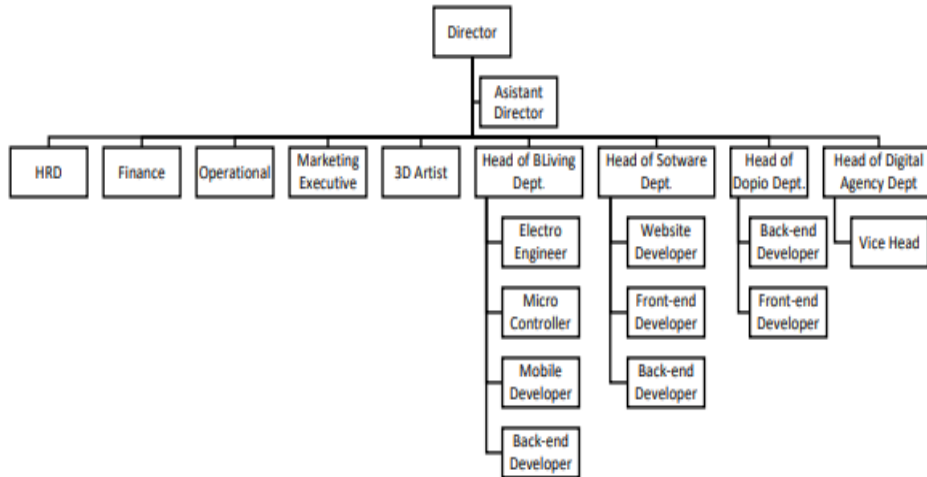 Director
Asistant
Director
HRD
Finance
Operational
Marketing
Executive
3D Artist
Head of BLiving
Dept.
Head of Sotware
Dept.
Head of
Dopio Dept.
Head of Digital
Agency Dept
Electro
Engineer
Micro
Controller
Mobile
Developer
Back-end
Developer
Website
Developer
Front-end
Developer
Back-end
Developer
Back-end
Developer
Front-end
Developer
Vice Head